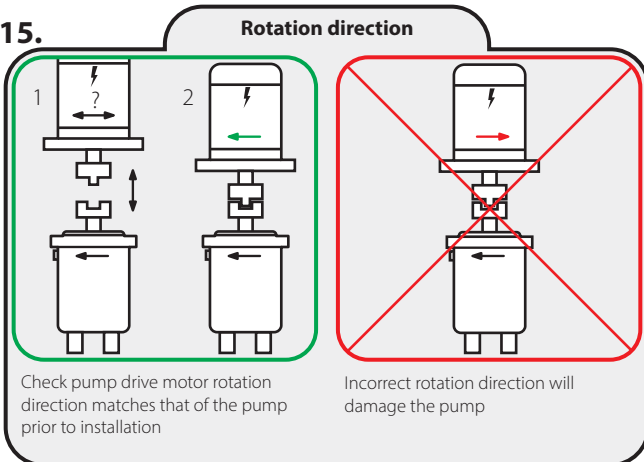 15.
Rotation direction
1
?
2
Check pump drive motor rotation
direction matches that of the pump
prior to installation
Incorrect rotation direction will
damage the pump